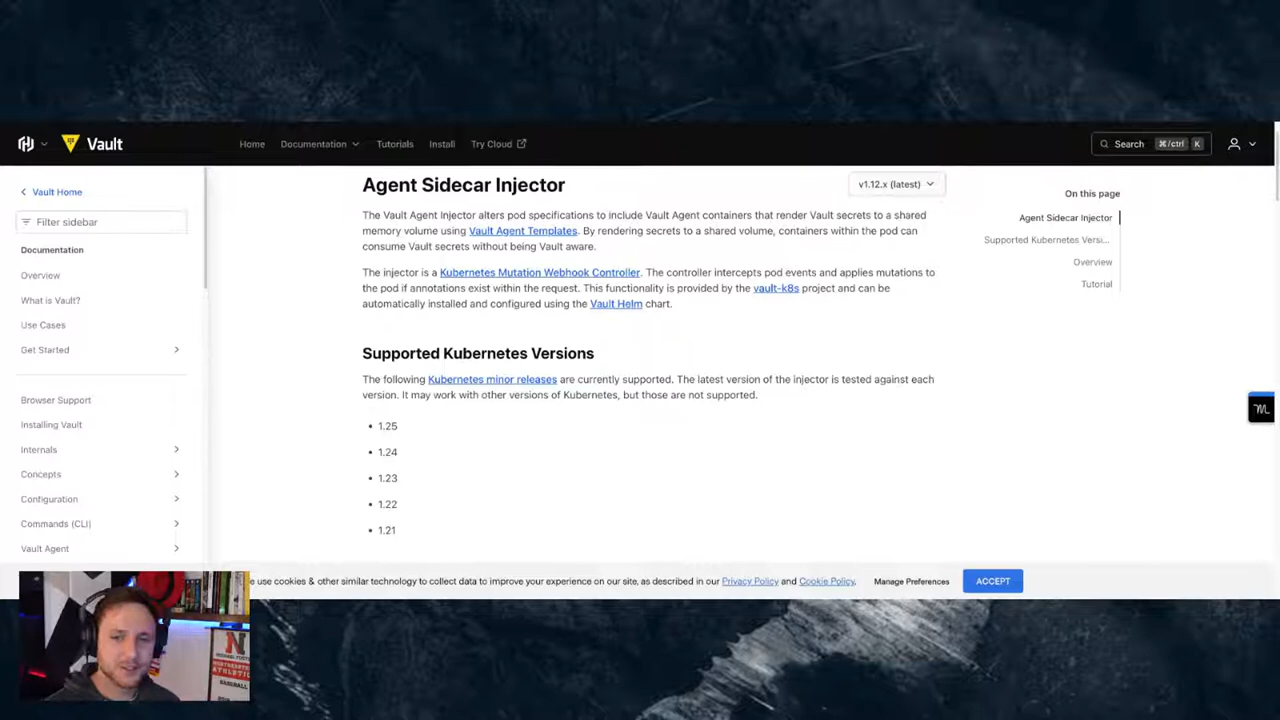 Vault
Home
Documentation
Tutorials
Install
Try Cloud
Search
⌘/ctrl
K
Vault Home
Filter sidebar
Documentation
Overview
What is Vault?
Use Cases
Get Started
Browser Support
Installing Vault
Internals
Concepts
Configuration
Commands (CLI)
Vault Agent
Agent Sidecar Injector
v1.12.x (latest)
The Vault Agent Injector alters pod specifications to include Vault Agent containers that render Vault secrets to a shared
memory volume using Vault Agent Templates. By rendering secrets to a shared volume, containers within the pod can
consume Vault secrets without being Vault aware.
The injector is a Kubernetes Mutation Webhook Controller. The controller intercepts pod events and applies mutations to
the pod if annotations exist within the request. This functionality is provided by the vault-k8s project and can be
automatically installed and configured using the Vault Helm chart.
Supported Kubernetes Versions
The following Kubernetes minor releases are currently supported. The latest version of the injector is tested against each
version. It may work with other versions of Kubernetes, but those are not supported.
• 1.25
• 1.24
• 1.23
• 1.22
• 1.21
On this page
Agent Sidecar Injector
Supported Kubernetes Versi...
Overview
Tutorial
e use cookies & other similar technology to collect data to improve your experience on our site, as described in our Privacy Policy and Cookie Policy.
Manage Preferences
ACCEPT
N